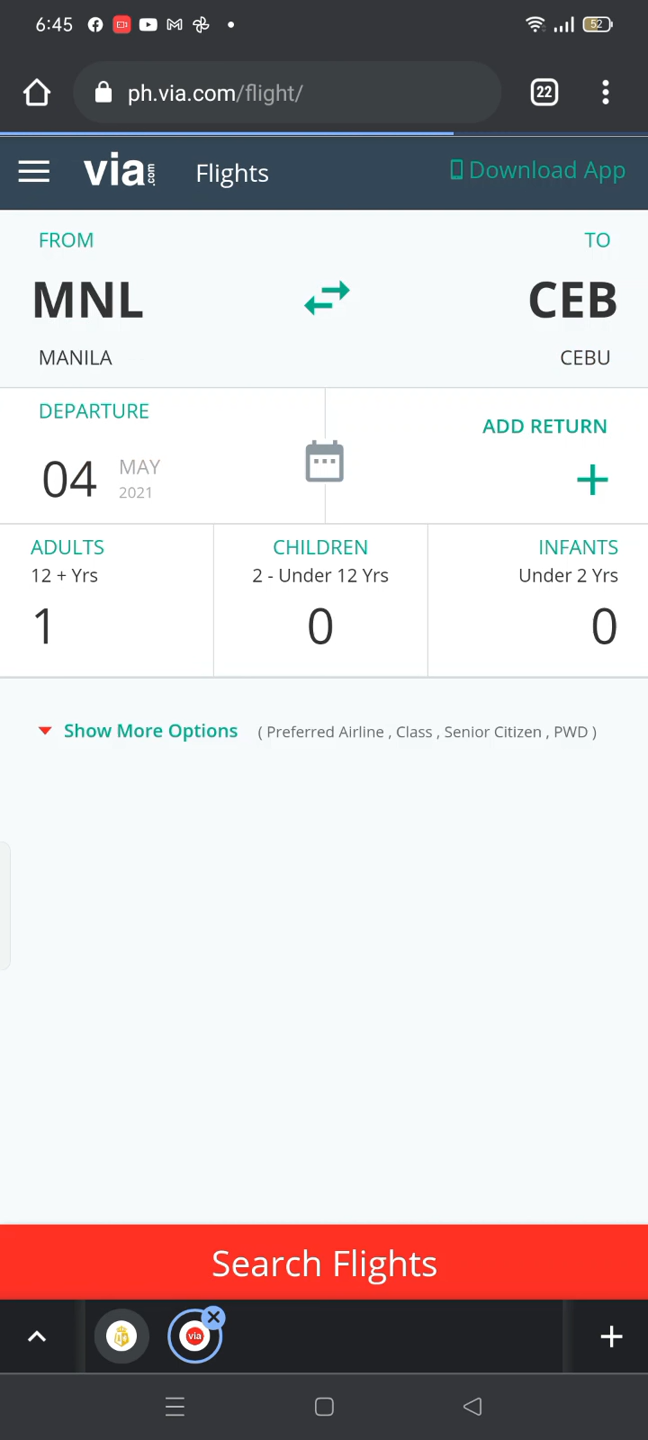 6:45 52
ph.via.com/flight/ 22
via.com Flights Download App
FROM TO
MNL CEB
MANILA CEBU
DEPARTURE ADD RETURN
04 MAY 2021 +
ADULTS CHILDREN INFANTS
12 + Yrs 2 - Under 12 Yrs Under 2 Yrs
1 0 0
Show More Options ( Preferred Airline , Class , Senior Citizen , PWD )
Search Flights
via